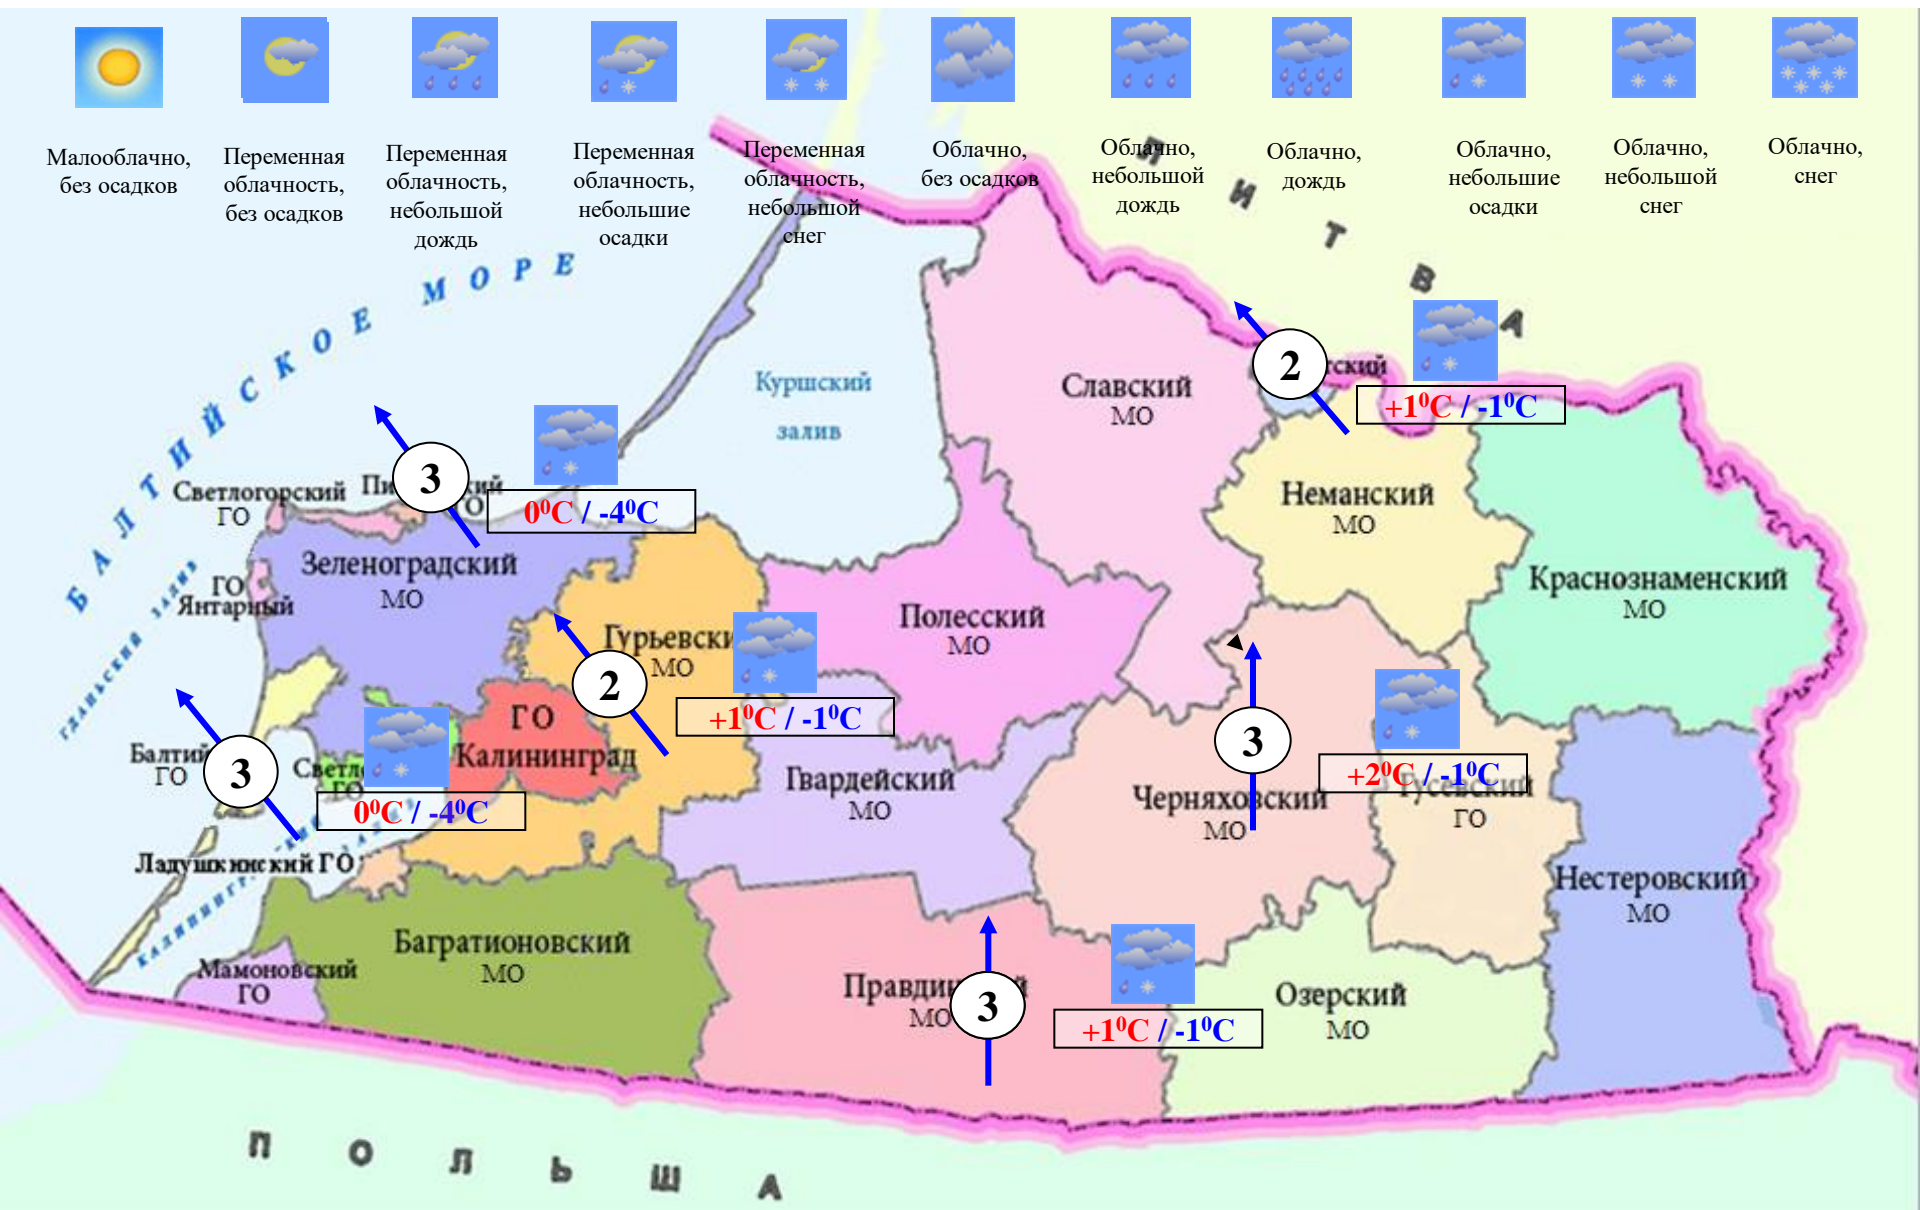 Малооблачно,
без осадков
Переменная
облачность,
без осадков
Переменная
облачность,
небольшой
дождь
Переменная
облачность,
небольшие
осадки
Переменная
облачность,
небольшой
снег
Облачно,
без осадков
Облачно,
небольшой
дождь
Облачно,
дождь
Облачно,
небольшие
осадки
Облачно,
небольшой
снег
Облачно,
снег
ЛИТВА
БАЛТИЙСКОЕ МОРЕ
Куршский
залив
Славский
МО
2
+1⁰C / -1⁰C
3
0⁰C / -4⁰C
Светлогорский
ГО
ГО
Зеленоградский
МО
ГО
Янтарный
Неманский
МО
Краснознаменский
МО
Полесский
МО
МО
2
+1⁰C / -1⁰C
ГО
Калининград
3
ГО
ГО
0⁰C / -4⁰C
Гвардейский
МО
3
+2⁰C / -1⁰C
Черняховский
МО
Гусевский
ГО
Ладушкинский ГО
Нестеровский
МО
Багратионовский
МО
Мамоновский
ГО
МО
3
+1⁰C / -1⁰C
Озерский
МО
ПОЛЬША